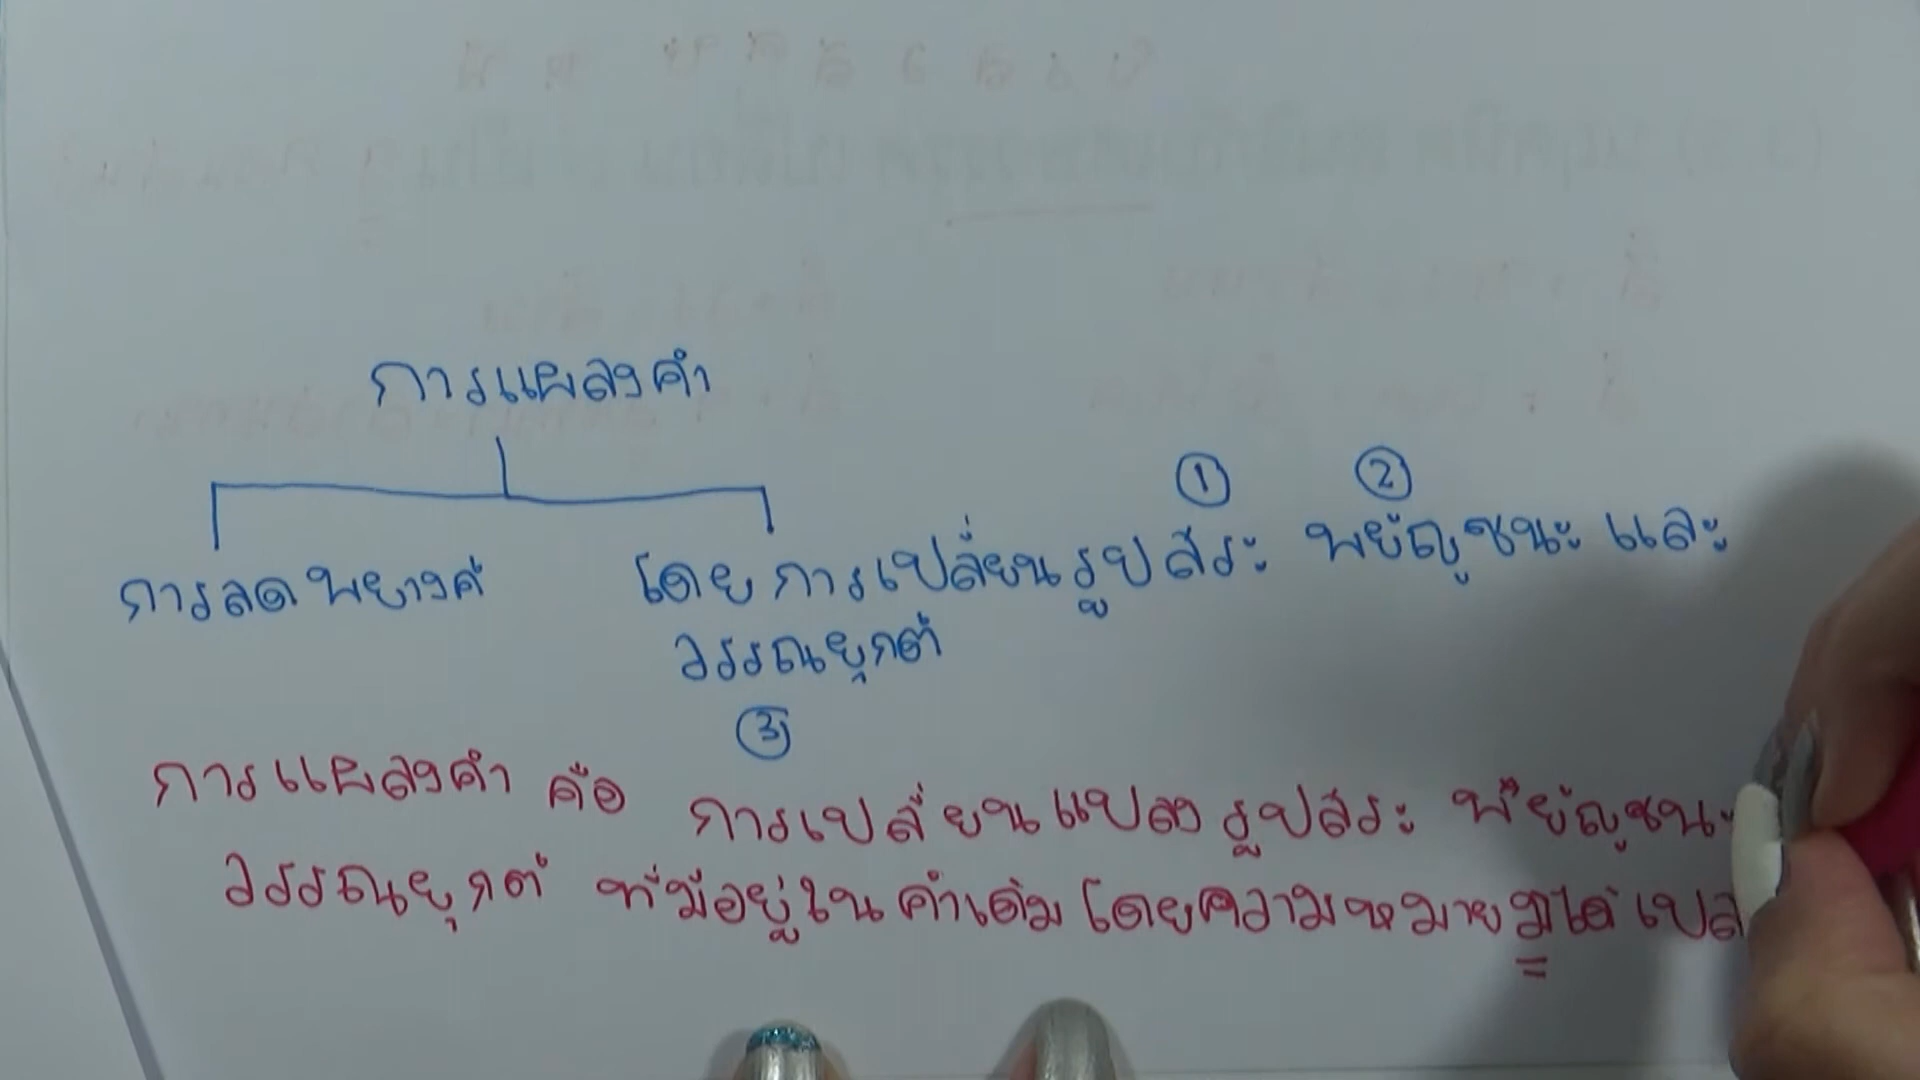 การแผลงคำ
① ②
การลดพยางค์ โดยการเปลี่ยนรูปสระ พยัญชนะ และ
วรรณยุกต์
③
การแผลงคำ คือ การเปลี่ยนแปลงรูปสระ พยัญชนะ
วรรณยุกต์ ที่มีอยู่ในคำเดิม โดยความหมายมิได้ เปล